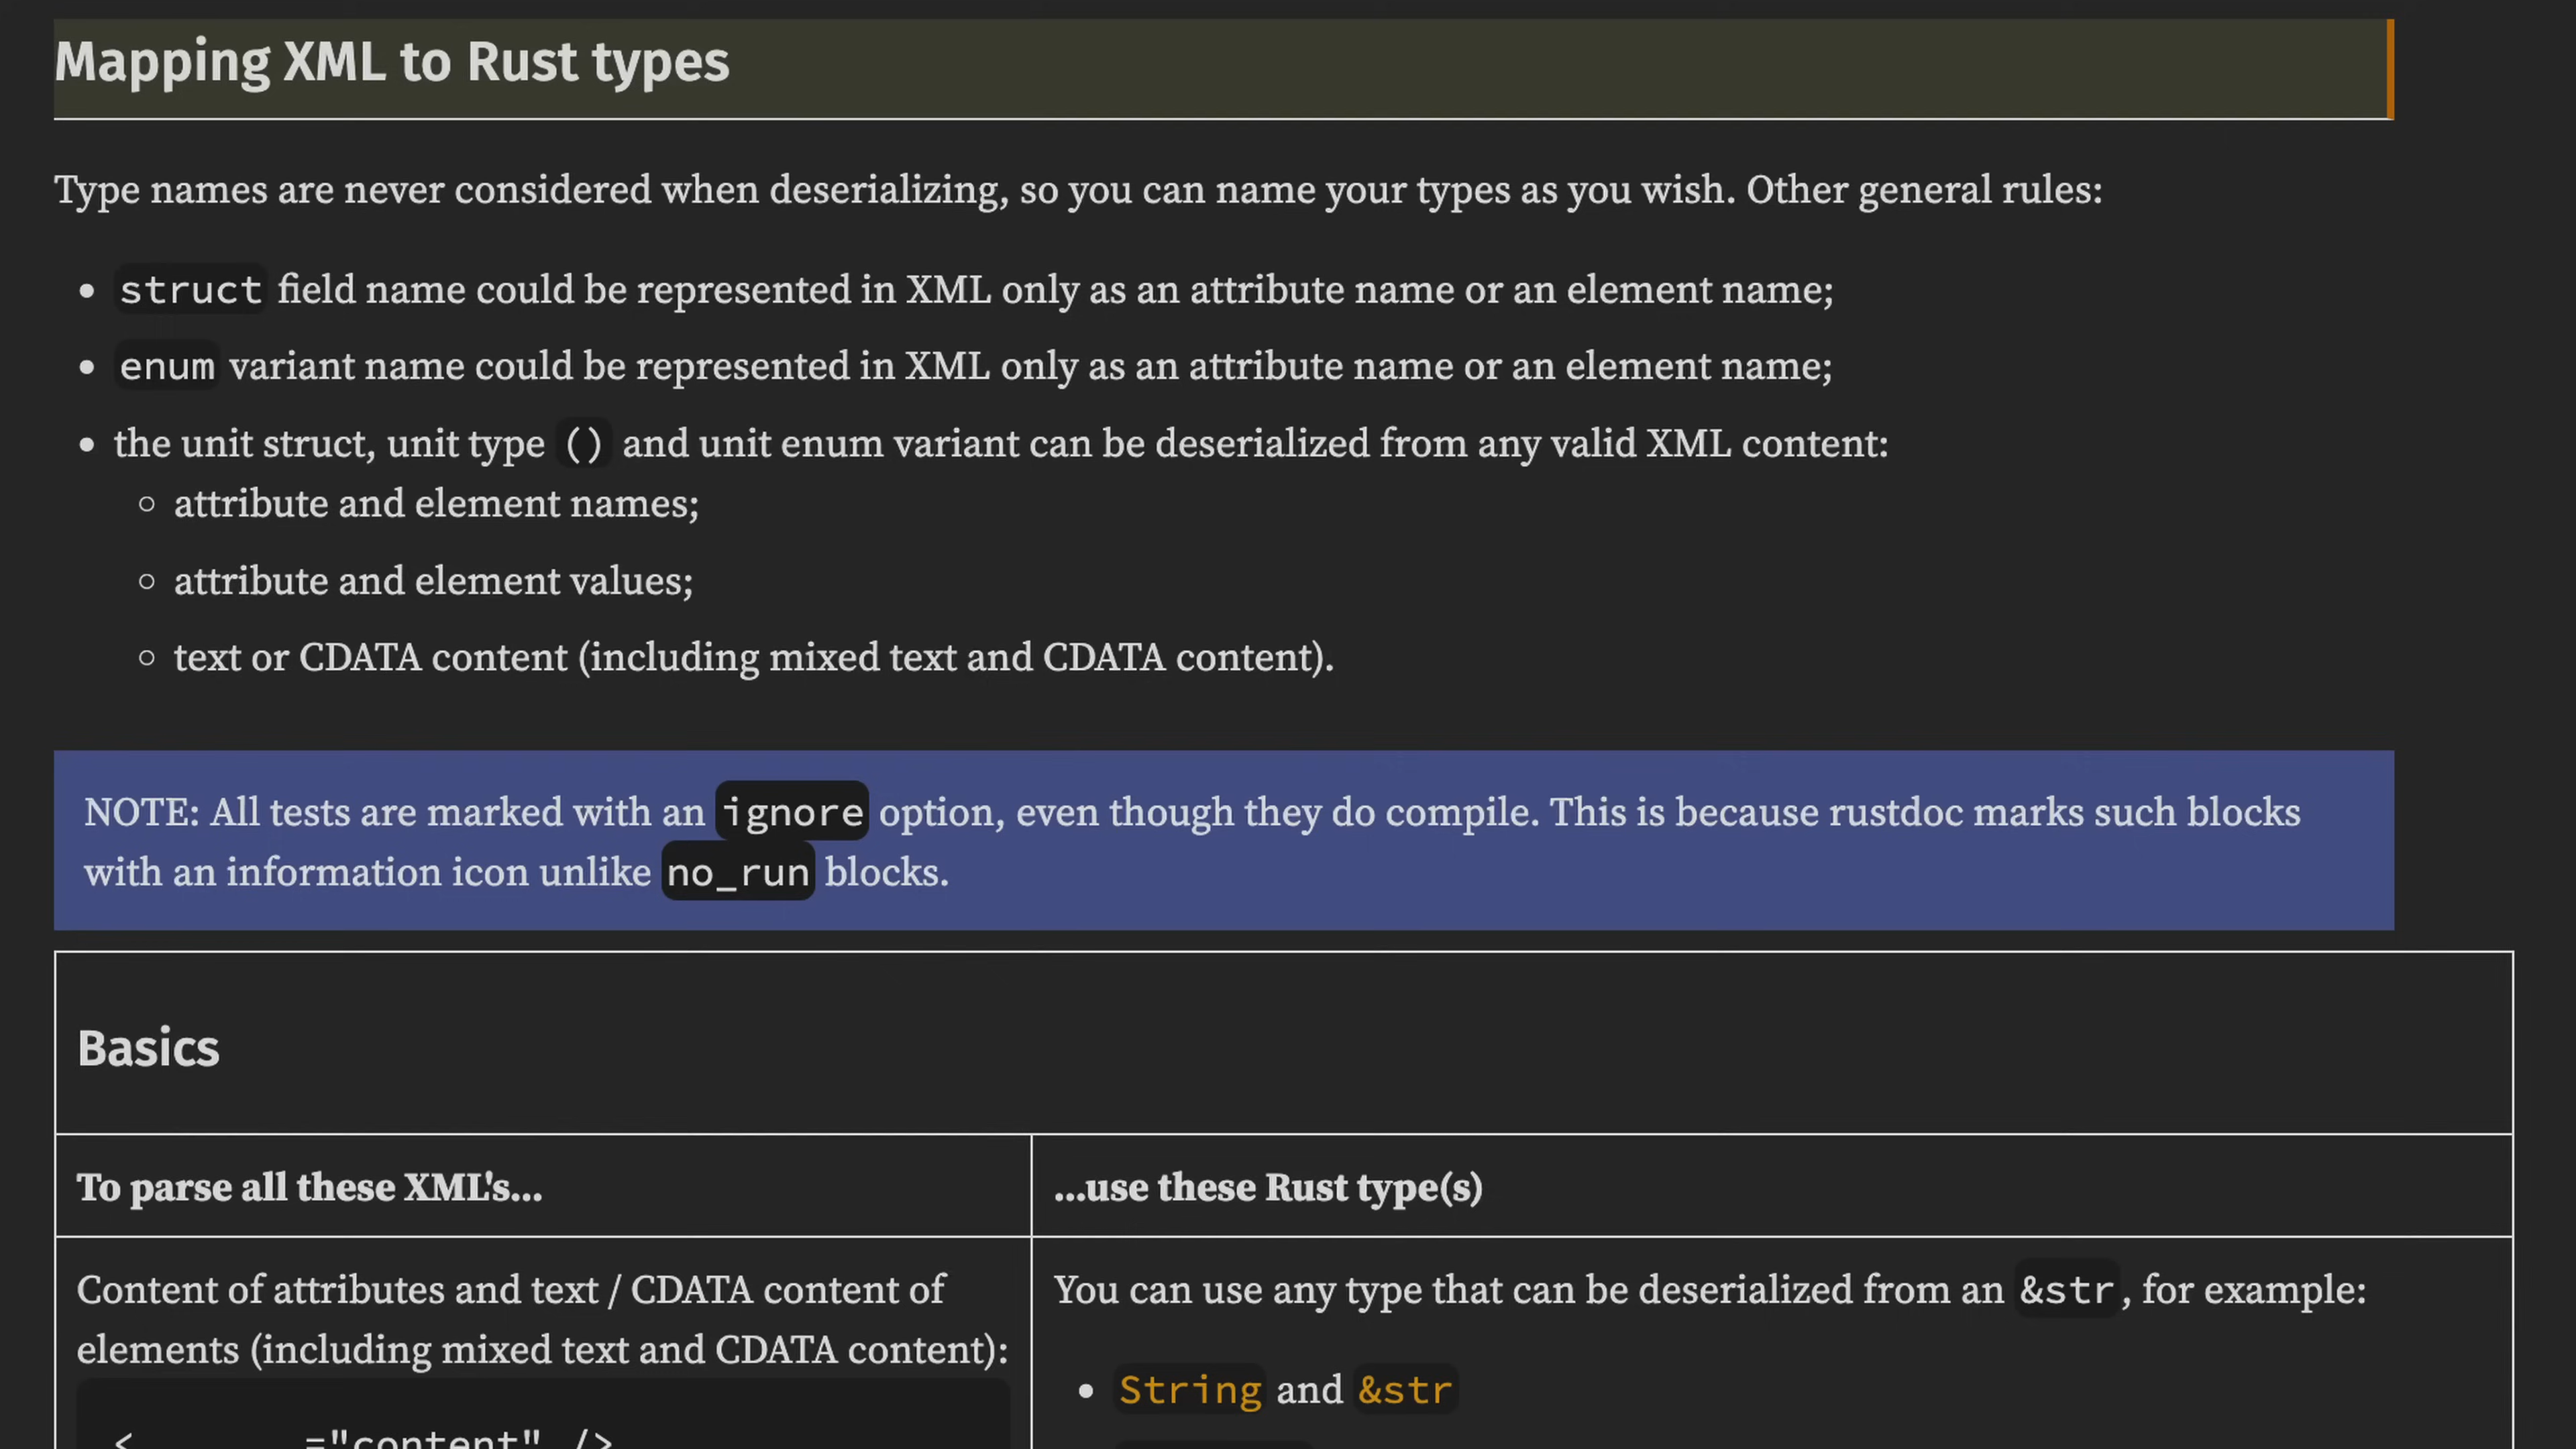 Mapping XML to Rust types
Type names are never considered when deserializing, so you can name your types as you wish. Other general rules:
struct field name could be represented in XML only as an attribute name or an element name;
enum variant name could be represented in XML only as an attribute name or an element name;
the unit struct, unit type () and unit enum variant can be deserialized from any valid XML content:
attribute and element names;
attribute and element values;
text or CDATA content (including mixed text and CDATA content).
NOTE: All tests are marked with an ignore option, even though they do compile. This is because rustdoc marks such blocks
with an information icon unlike no_run blocks.
Basics
To parse all these XML's…
…use these Rust type(s)
Content of attributes and text / CDATA content of
elements (including mixed text and CDATA content):
<      ="content" />
You can use any type that can be deserialized from an &str, for example:
String and &str